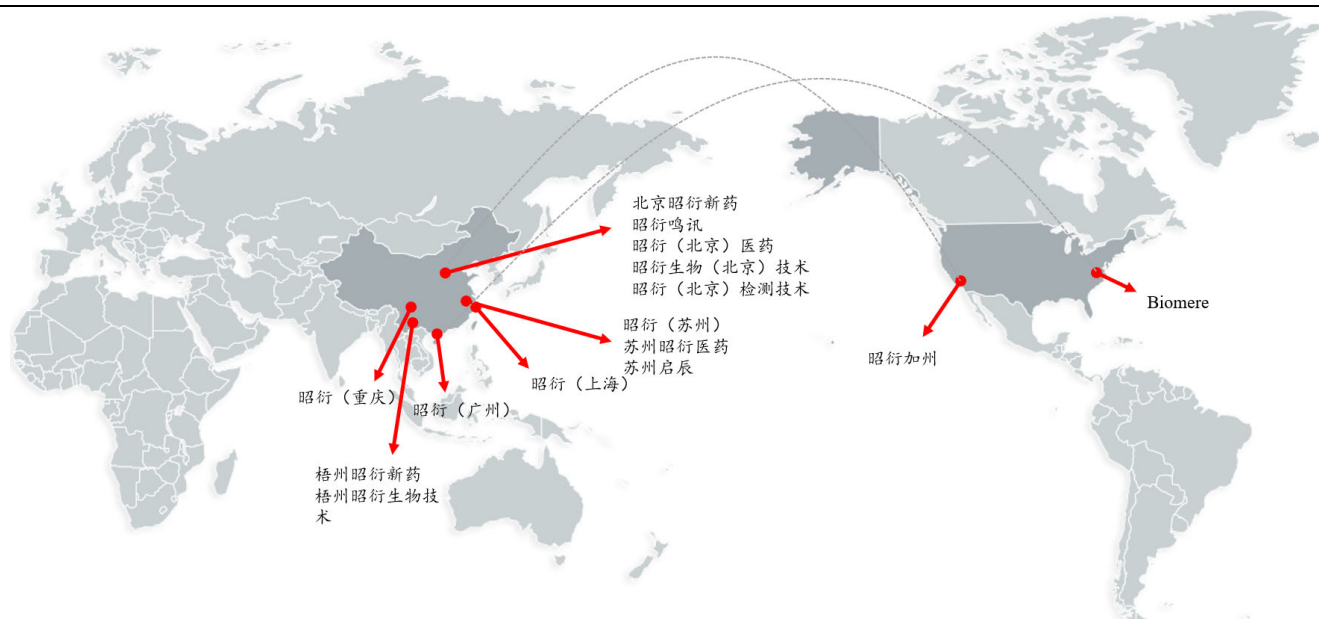 北京昭衍新药
昭衍鸣讯
昭衍（北京）医药
昭衍生物（北京）技术
昭衍（北京）检测技术
Biomere
昭衍（苏州）
苏州昭衍医药
苏州启辰
昭衍加州
昭衍（上海）
昭衍（重庆）
昭衍（广州）
梧州昭衍新药
梧州昭衍生物技
术